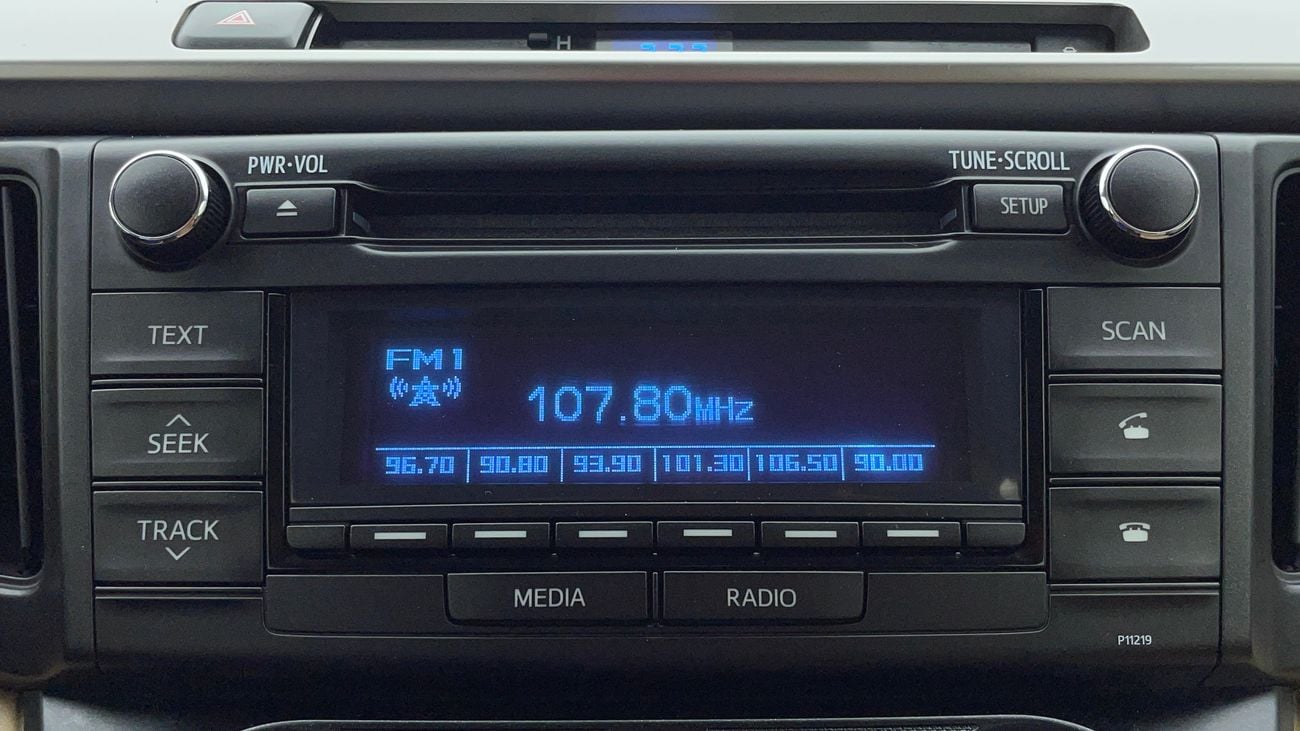 H
PWR·VOL
TUNE·SCROLL
SETUP
TEXT
SCAN
FM1
107.80MHz
SEEK
96.70 90.80 93.90 101.30 106.50 90.00
TRACK
MEDIA
RADIO
P11219